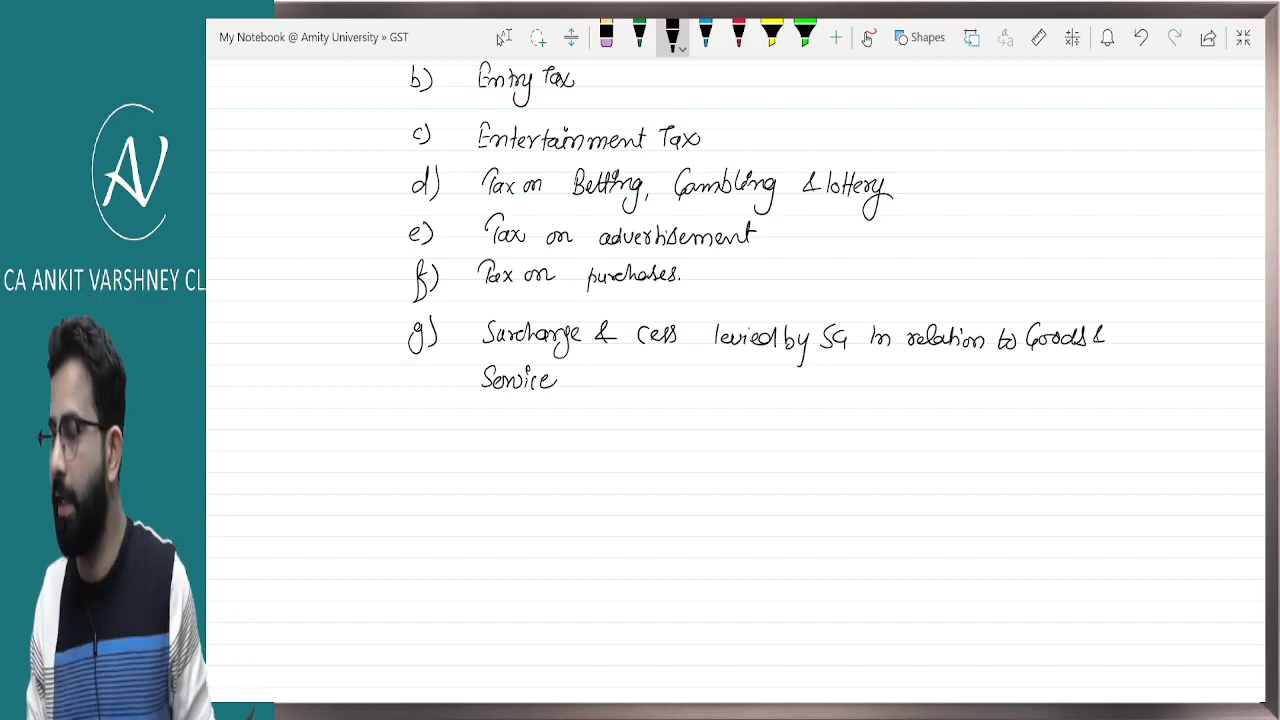 My Notebook @ Amity University » GST
Shapes
b) Entry Tax
c) Entertainment Tax
d) Tax on Betting, Gambling & lottery
e) Tax on advertisement
f) Tax on purchases.
g) Surcharge & cess levied by SG in relation to Goods &
Service
AV
CA ANKIT VARSHNEY CL